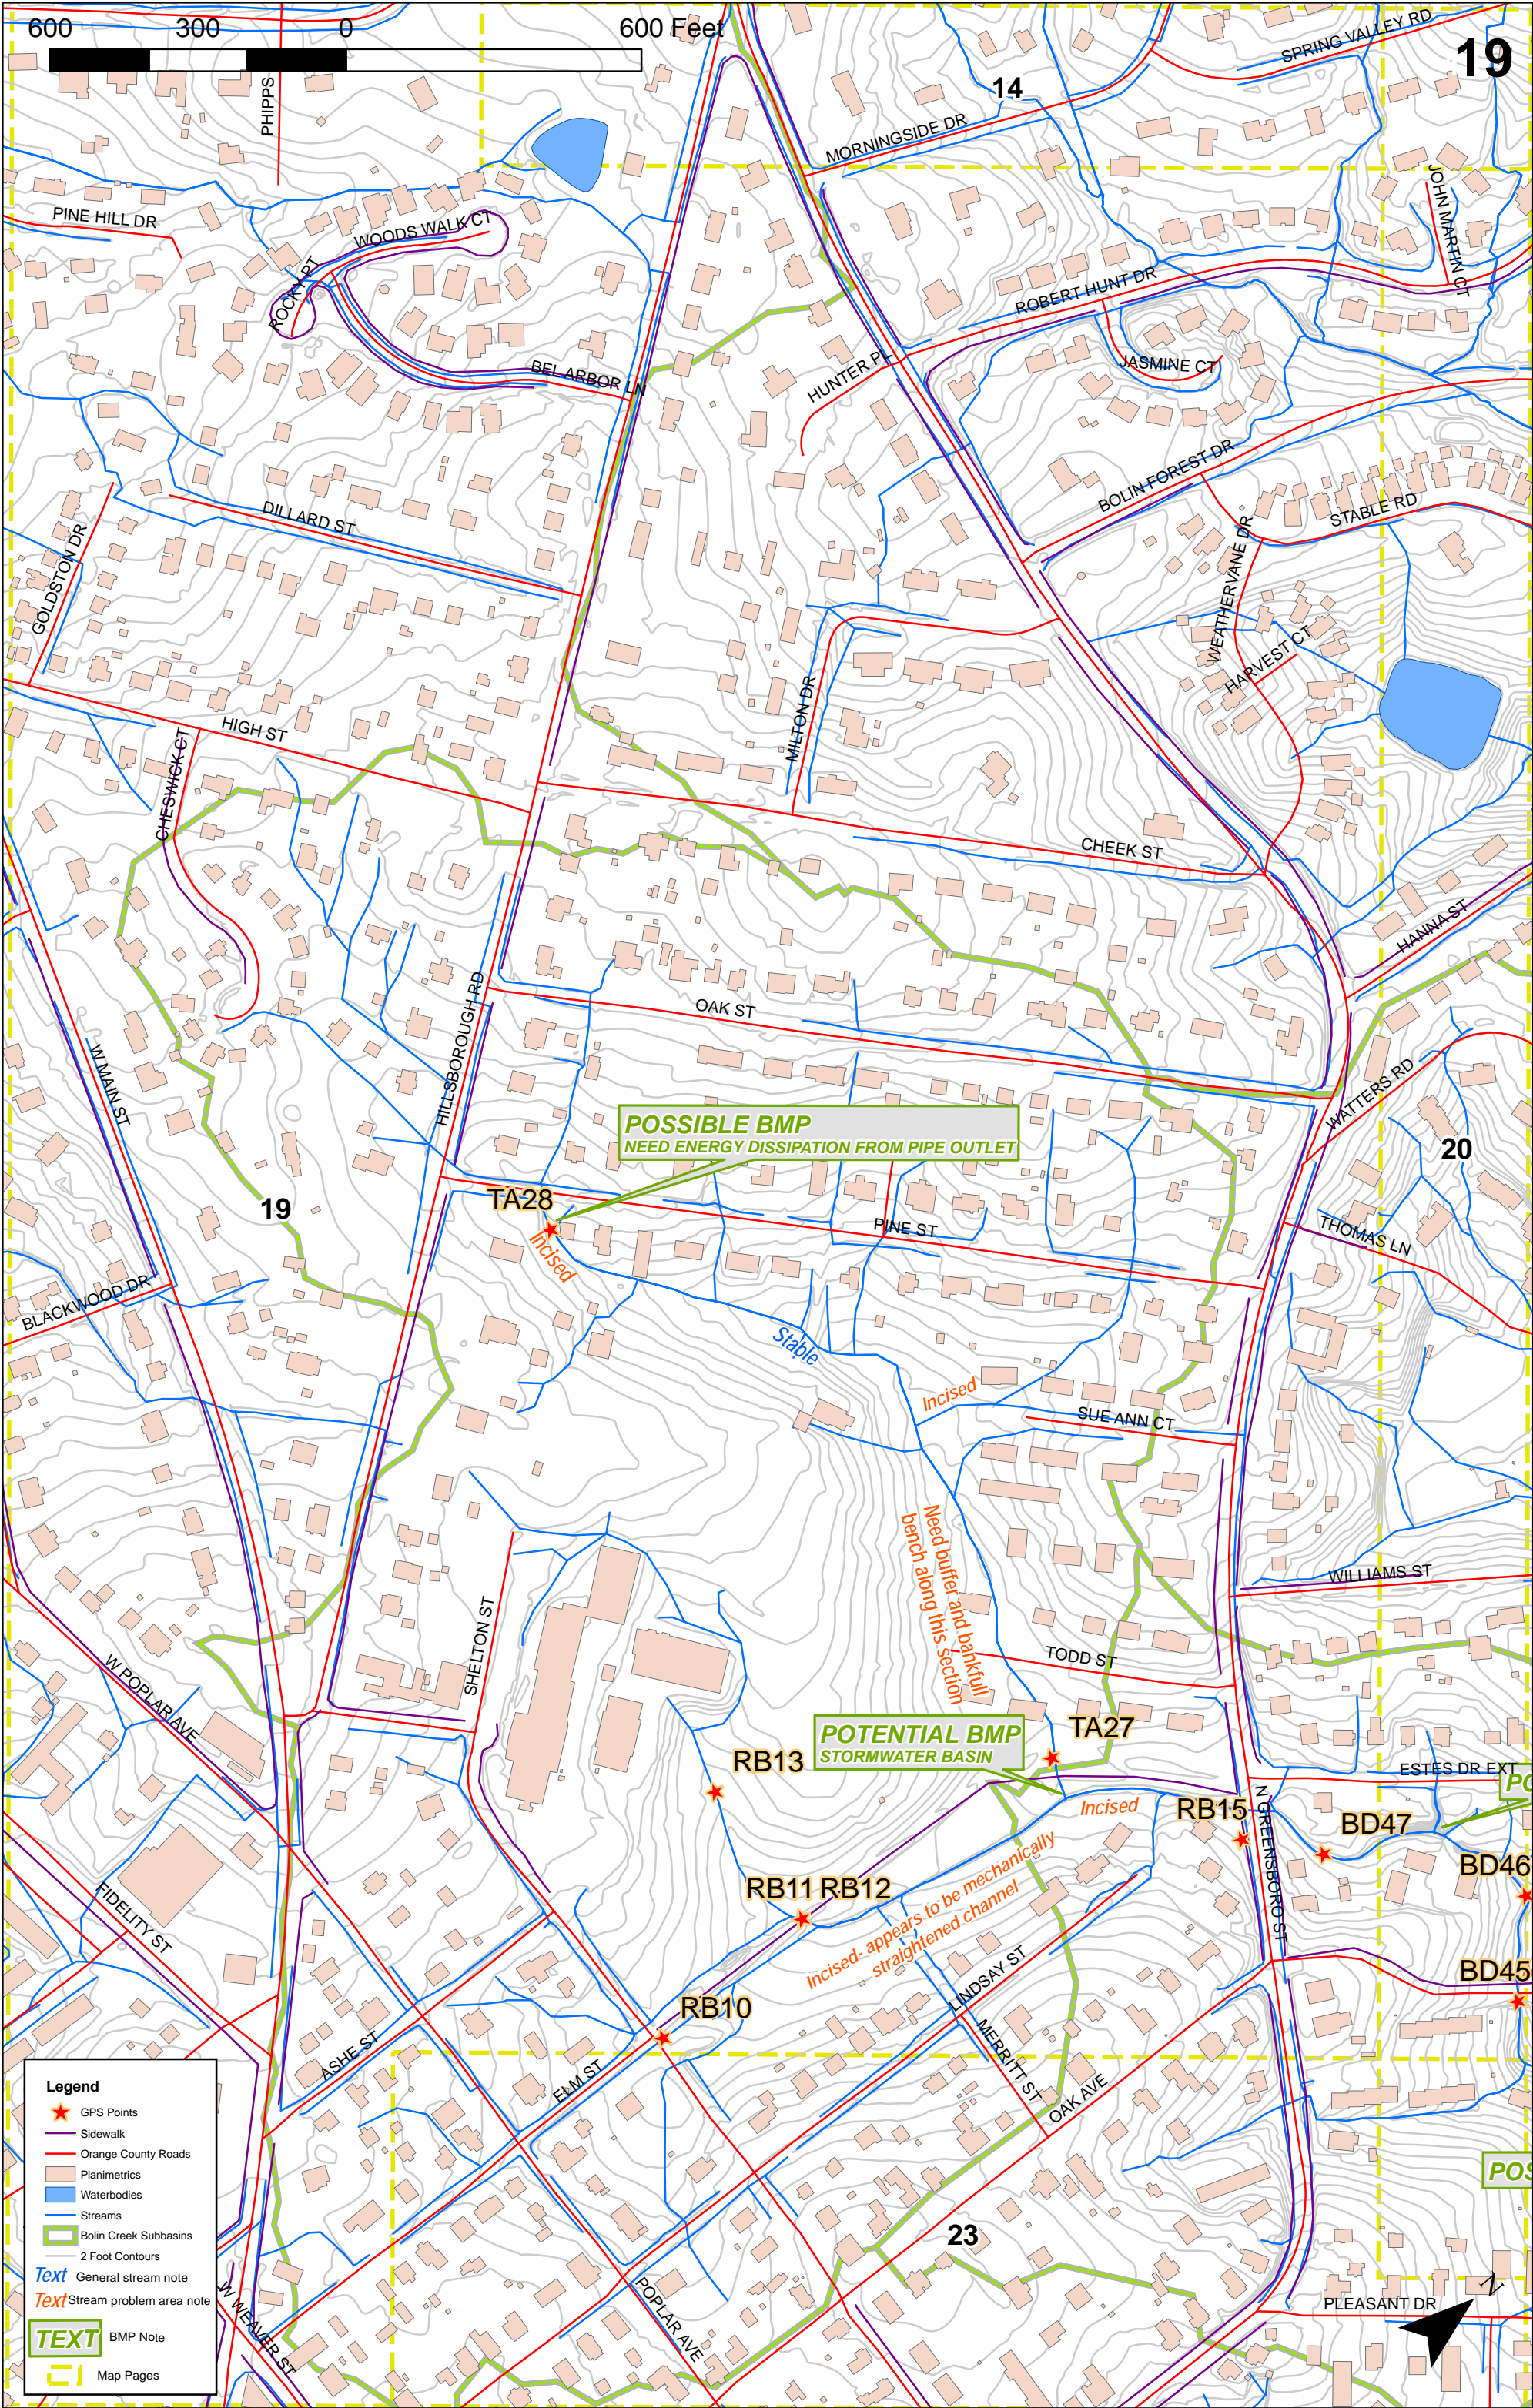 600 300 0 600 Feet
19
14
SPRING VALLEY RD
PHIPPS
MORNINGSIDE DR
JOHN MARTIN CT
PINE HILL DR
WOODS WALK CT
ROCKY PT
ROBERT HUNT DR
HUNTER PL
JASMINE CT
BEL ARBOR LN
BOLIN FOREST DR
STABLE RD
DILLARD ST
GOLDSTON DR
WEATHERVANE DR
HARVEST CT
MILTON DR
HIGH ST
CHESWICK CT
CHEEK ST
HANNA ST
OAK ST
HILLSBOROUGH RD
W MAIN ST
WATTERS RD
POSSIBLE BMP
NEED ENERGY DISSIPATION FROM PIPE OUTLET
20
19
TA28
Incised
PINE ST
THOMAS LN
BLACKWOOD DR
Stable
Incised
SUE ANN CT
Need buffer and bankfull
bench along this section
WILLIAMS ST
SHELTON ST
TODD ST
W POPLAR AVE
POTENTIAL BMP
STORMWATER BASIN
TA27
RB13
ESTES DR EXT
PO
Incised
RB15
N GREENSBORO ST
BD47
BD46
RB11 RB12
Incised- appears to be mechanically
straightened channel
FIDELITY ST
LINDSAY ST
BD45
RB10
MERRITT ST
ASHE ST
ELM ST
OAK AVE
POS
23
POPLAR AVE
PLEASANT DR
W WEAVER ST
N
Legend
GPS Points
Sidewalk
Orange County Roads
Planimetrics
Waterbodies
Streams
Bolin Creek Subbasins
2 Foot Contours
Text General stream note
Text Stream problem area note
TEXT BMP Note
Map Pages